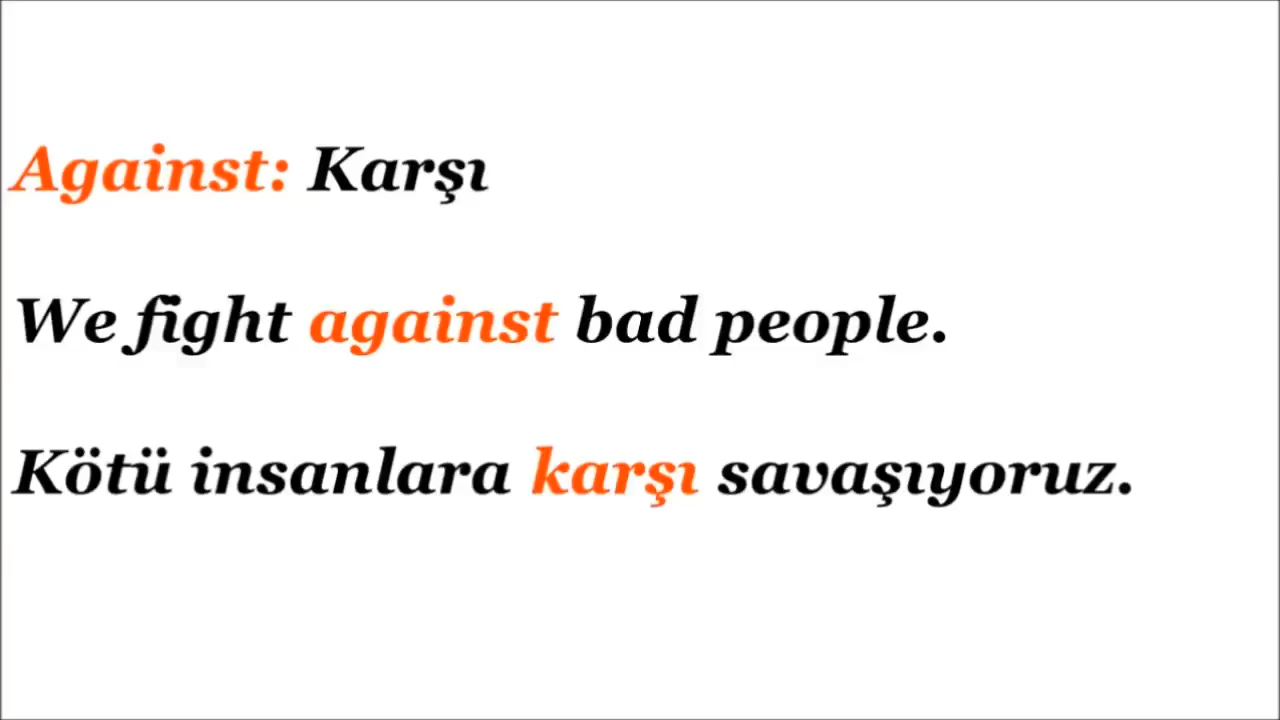 Against: Karşı
We fight against bad people.
Kötü insanlara karşı savaşıyoruz.